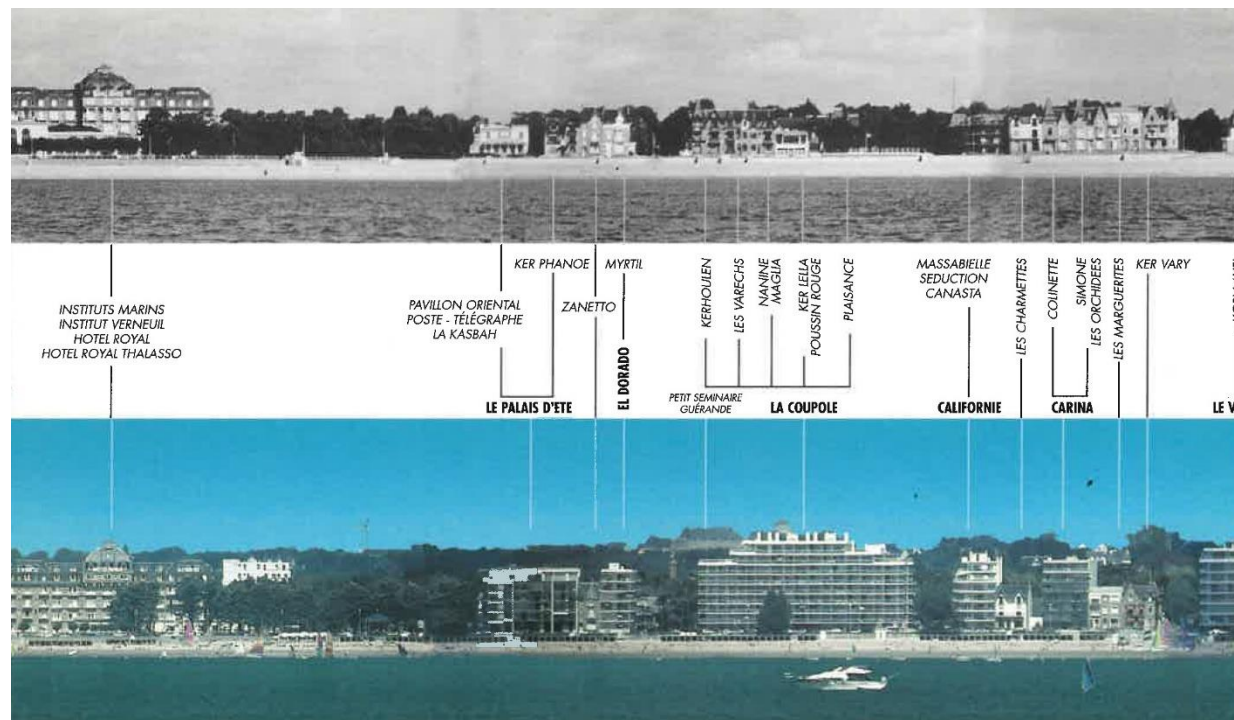 INSTITUTS MARINS
INSTITUT VERNEUIL
HOTEL ROYAL
HOTEL ROYAL THALASSO
PAVILLON ORIENTAL
POSTE - TÉLÉGRAPHE
LA KASBAH
KER PHANOE
LE PALAIS D'ETE
ZANETTO
MYRTIL
EL DORADO
KERHOULEN
LES VARECHS
NANINE
MAGLIA
KER LELLA
POUSSIN ROUGE
PLAISANCE
PETIT SEMINAIRE
GUÉRANDE
LA COUPOLE
MASSABIELLE
SEDUCTION
CANASTA
CALIFORNIE
LES CHARMETTES
COLINETTE
SIMONE
LES ORCHIDEES
CARINA
LES MARGUERITES
KER VARY
LE V